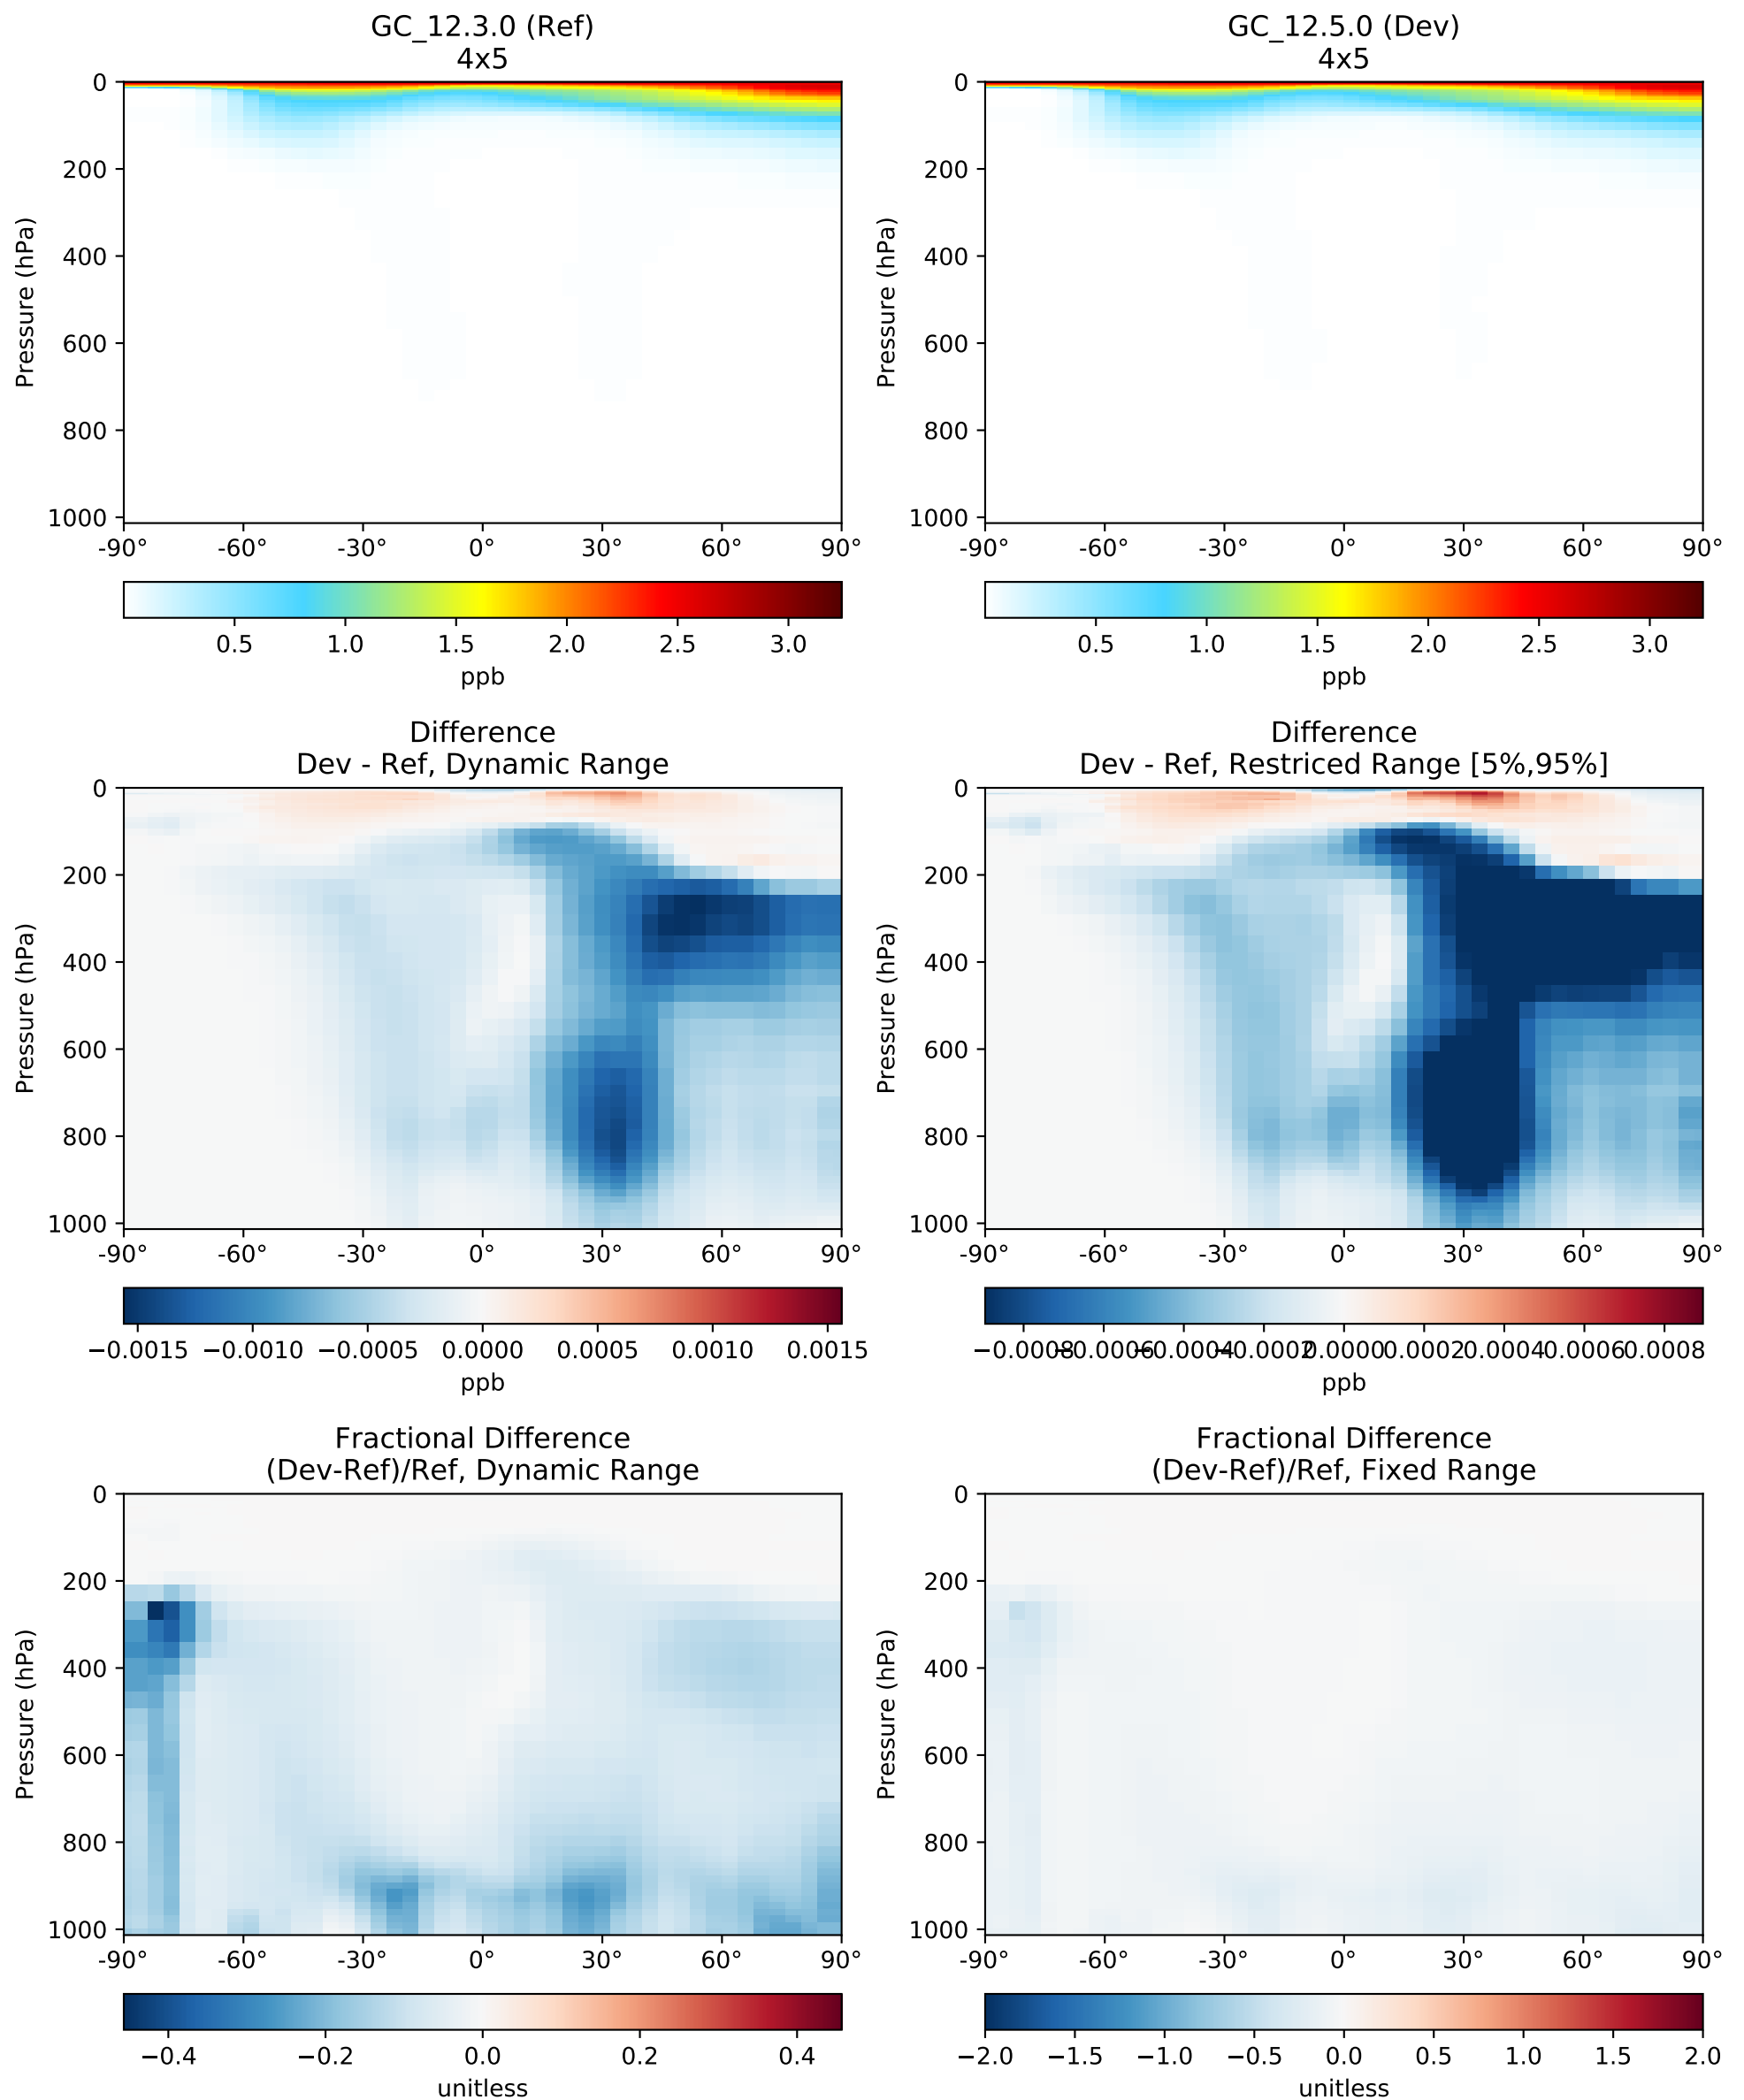 GC_12.3.0 (Ref)
4x5
Pressure (hPa)
0
200
400
600
800
1000
-90° -60° -30° 0° 30° 60° 90°
0.5 1.0 1.5 2.0 2.5 3.0
ppb
GC_12.5.0 (Dev)
4x5
Pressure (hPa)
0
200
400
600
800
1000
-90° -60° -30° 0° 30° 60° 90°
0.5 1.0 1.5 2.0 2.5 3.0
ppb
Difference
Dev - Ref, Dynamic Range
Pressure (hPa)
0
200
400
600
800
1000
-90° -60° -30° 0° 30° 60° 90°
−0.0015 −0.0010 −0.0005 0.0000 0.0005 0.0010 0.0015
ppb
Difference
Dev - Ref, Restriced Range [5%,95%]
Pressure (hPa)
0
200
400
600
800
1000
-90° -60° -30° 0° 30° 60° 90°
−0.0008 −0.0006 −0.0004 −0.0002 0.0000 0.0002 0.0004 0.0006 0.0008
ppb
Fractional Difference
(Dev-Ref)/Ref, Dynamic Range
Pressure (hPa)
0
200
400
600
800
1000
-90° -60° -30° 0° 30° 60° 90°
−0.4 −0.2 0.0 0.2 0.4
unitless
Fractional Difference
(Dev-Ref)/Ref, Fixed Range
Pressure (hPa)
0
200
400
600
800
1000
-90° -60° -30° 0° 30° 60° 90°
−2.0 −1.5 −1.0 −0.5 0.0 0.5 1.0 1.5 2.0
unitless